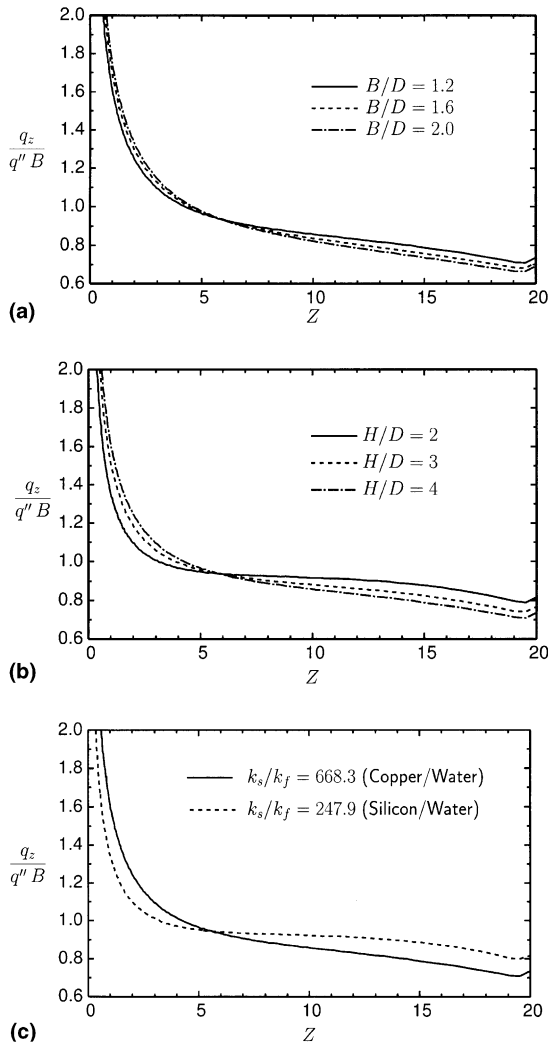 2.0
1.8
1.6
1.4
1.2
1.0
0.8
0.6
q_z
q″ B
B/D = 1.2
B/D = 1.6
B/D = 2.0
0 5 10 15 20
Z
(a)
2.0
1.8
1.6
1.4
1.2
1.0
0.8
0.6
q_z
q″ B
H/D = 2
H/D = 3
H/D = 4
0 5 10 15 20
Z
(b)
2.0
1.8
1.6
1.4
1.2
1.0
0.8
0.6
q_z
q″ B
k_s/k_f = 668.3 (Copper/Water)
k_s/k_f = 247.9 (Silicon/Water)
0 5 10 15 20
Z
(c)